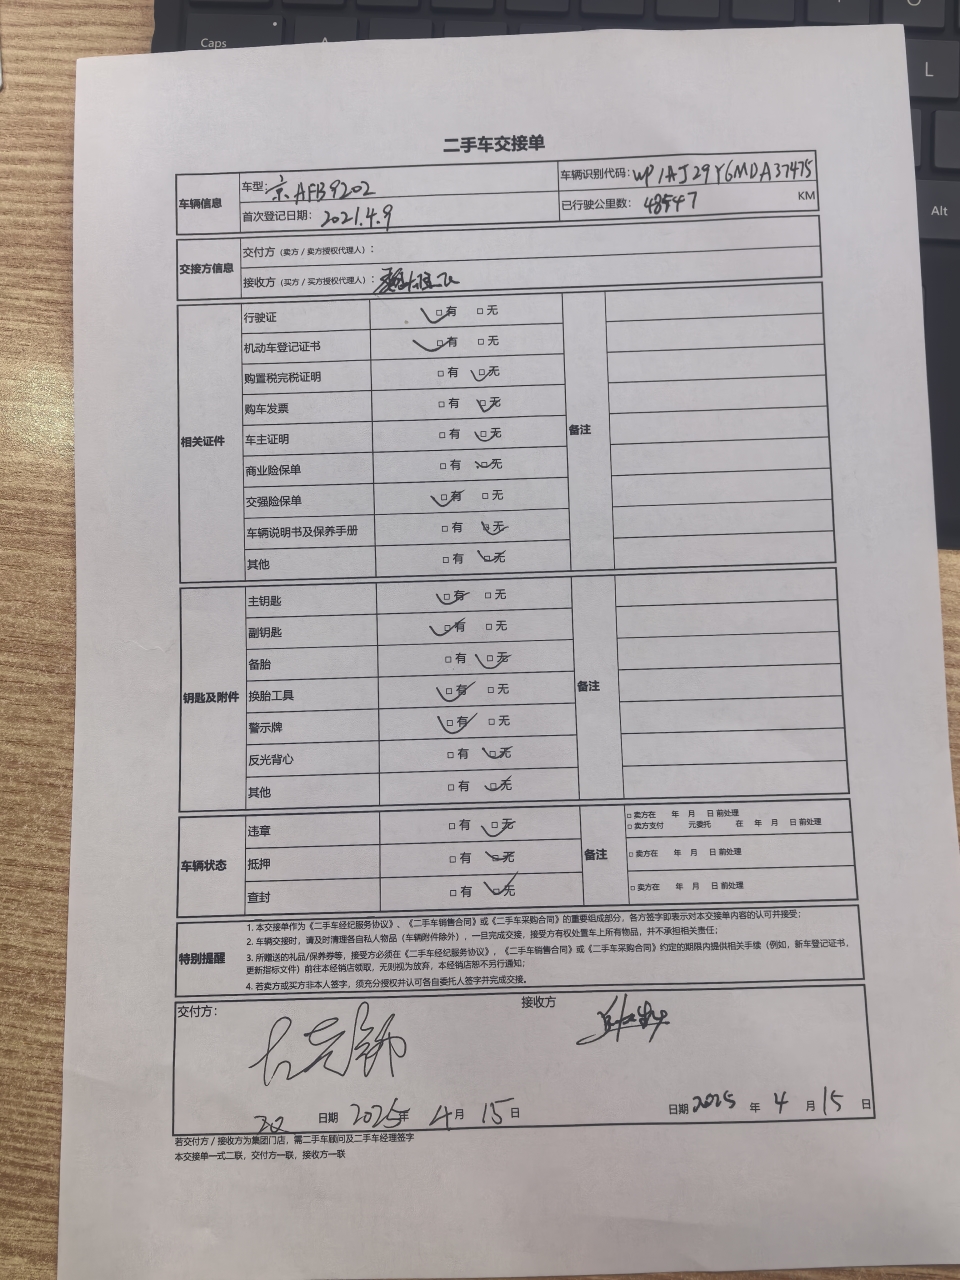 Caps
A
L
Alt
二手车交接单
车辆信息
车型: 京AFB9202
车辆识别代码: WP1AJ29Y6MDA37475
首次登记日期: 2021.4.9
已行驶公里数: 48547 KM
交接方信息
交付方（卖方/卖方授权代理人）:
接收方（买方/买方授权代理人）:
相关证件
行驶证 □有 □无
机动车登记证书 □有 □无
购置税完税证明 □有 □无
购车发票 □有 □无
车主证明 □有 □无
商业险保单 □有 □无
交强险保单 □有 □无
车辆说明书及保养手册 □有 □无
其他 □有 □无
备注
钥匙及附件
主钥匙 □有 □无
副钥匙 □有 □无
备胎 □有 □无
换胎工具 □有 □无
警示牌 □有 □无
反光背心 □有 □无
其他 □有 □无
备注
车辆状态
违章 □有 □无
抵押 □有 □无
查封 □有 □无
备注
□卖方在 年 月 日前处理
□卖方支付 元委托 在 年 月 日前处理
□卖方在 年 月 日前处理
□卖方在 年 月 日前处理
特别提醒
1. 本交接单作为《二手车经纪服务协议》、《二手车销售合同》或《二手车采购合同》的重要组成部分，各方签字即表示对本交接单内容的认可并接受；
2. 车辆交接时，请及时清理各自私人物品（车辆附件除外），一旦完成交接，接受方有权处置车上所有物品，并不承担相关责任；
3. 所赠送的礼品/保养券等，接受方必须在《二手车经纪服务协议》，《二手车销售合同》或《二手车采购合同》约定的期限内提供相关手续（例如，新车登记证书、
更新指标文件）前往本经销店领取，无则视为放弃，本经销店恕不另行通知；
4. 若卖方或买方非本人签字，须充分授权并认可各自委托人签字并完成交接。
交付方:
接收方
日期 2025年 4月 15日
日期 2025 年 4 月 15 日
若交付方/接收方为集团门店，需二手车顾问及二手车经理签字
本交接单一式二联，交付方一联，接收方一联